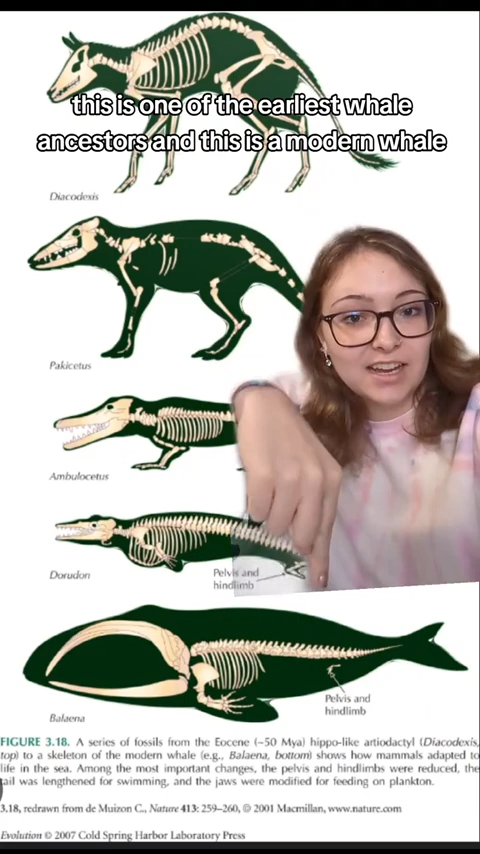 this is one of the earliest whale
ancestors and this is a modern whale
Diacodexis
Pakicetus
Ambulocetus
Dorudon
Pelvis and
hindlimb
Pelvis and
hindlimb
Balaena
FIGURE 3.18. A series of fossils from the Eocene (~50 Mya) hippo-like artiodactyl (Diacodexis,
top) to a skeleton of the modern whale (e.g., Balaena, bottom) shows how mammals adapted to
life in the sea. Among the most important changes, the pelvis and hindlimbs were reduced, the
tail was lengthened for swimming, and the jaws were modified for feeding on plankton.
3.18, redrawn from de Muizon C., Nature 413: 259–260, © 2001 Macmillan, www.nature.com
Evolution © 2007 Cold Spring Harbor Laboratory Press